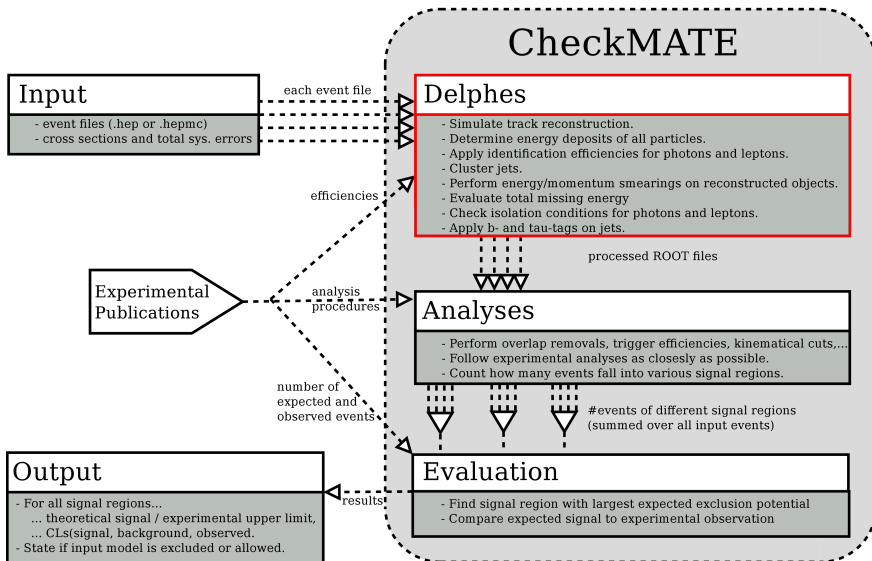 CheckMATE
Input
- event files (.hep or .hepmc)
- cross sections and total sys. errors
each event file
Delphes
- Simulate track reconstruction.
- Determine energy deposits of all particles.
- Apply identification efficiencies for photons and leptons.
- Cluster jets.
- Perform energy/momentum smearings on reconstructed objects.
- Evaluate total missing energy
- Check isolation conditions for photons and leptons.
- Apply b- and tau-tags on jets.
efficiencies
processed ROOT files
Experimental
Publications
analysis
procedures
Analyses
- Perform overlap removals, trigger efficiencies, kinematical cuts,...
- Follow experimental analyses as closesly as possible.
- Count how many events fall into various signal regions.
number of
expected and
observed events
#events of different signal regions
(summed over all input events)
Output
- For all signal regions...
... theoretical signal / experimental upper limit,
... CLs(signal, background, observed.
- State if input model is excluded or allowed.
results
Evaluation
- Find signal region with largest expected exclusion potential
- Compare expected signal to experimental observation